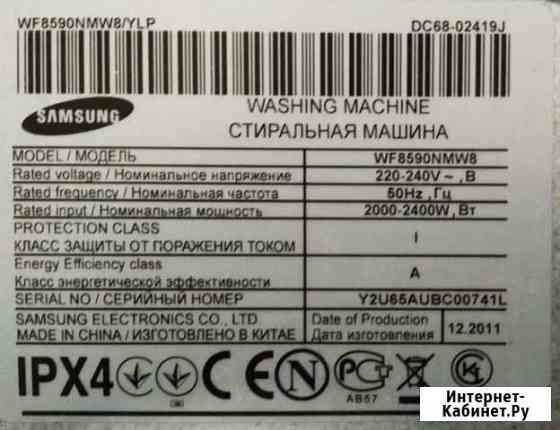 WF8590NMW8/YLP DC68-02419J
SAMSUNG
WASHING MACHINE
СТИРАЛЬНАЯ МАШИНА
MODEL / МОДЕЛЬ WF8590NMW8
Rated voltage / Номинальное напряжение 220-240V ~ , В
Rated frequency / Номинальная частота 50Hz , Гц
Rated input / Номинальная мощность 2000-2400W, Вт
PROTECTION CLASS
КЛАСС ЗАЩИТЫ ОТ ПОРАЖЕНИЯ ТОКОМ I
Energy Efficiency class
Класс энергетической эффективности A
SERIAL NO / СЕРИЙНЫЙ НОМЕР Y2U65AUBC00741L
SAMSUNG ELECTRONICS CO., LTD
MADE IN CHINA / ИЗГОТОВЛЕНО В КИТАЕ
Date of Production
Дата изготовления 12.2011
IPX4 CE N
АВ57
Интернет-
Кабинет.Ру